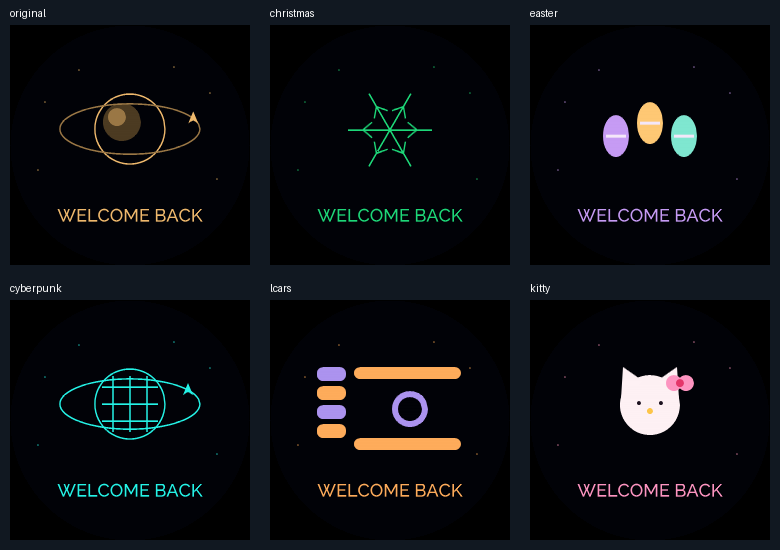 original
christmas
easter
WELCOME BACK
WELCOME BACK
WELCOME BACK
cyberpunk
lcars
kitty
WELCOME BACK
WELCOME BACK
WELCOME BACK